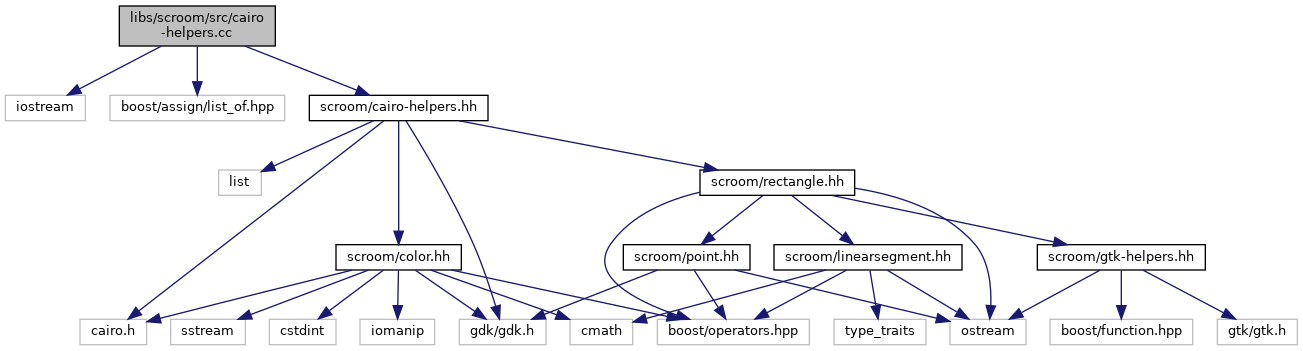 libs/scroom/src/cairo
-helpers.cc
iostream
boost/assign/list_of.hpp
scroom/cairo-helpers.hh
list
scroom/rectangle.hh
scroom/color.hh
scroom/point.hh
scroom/linearsegment.hh
scroom/gtk-helpers.hh
cairo.h
sstream
cstdint
iomanip
gdk/gdk.h
cmath
boost/operators.hpp
type_traits
ostream
boost/function.hpp
gtk/gtk.h